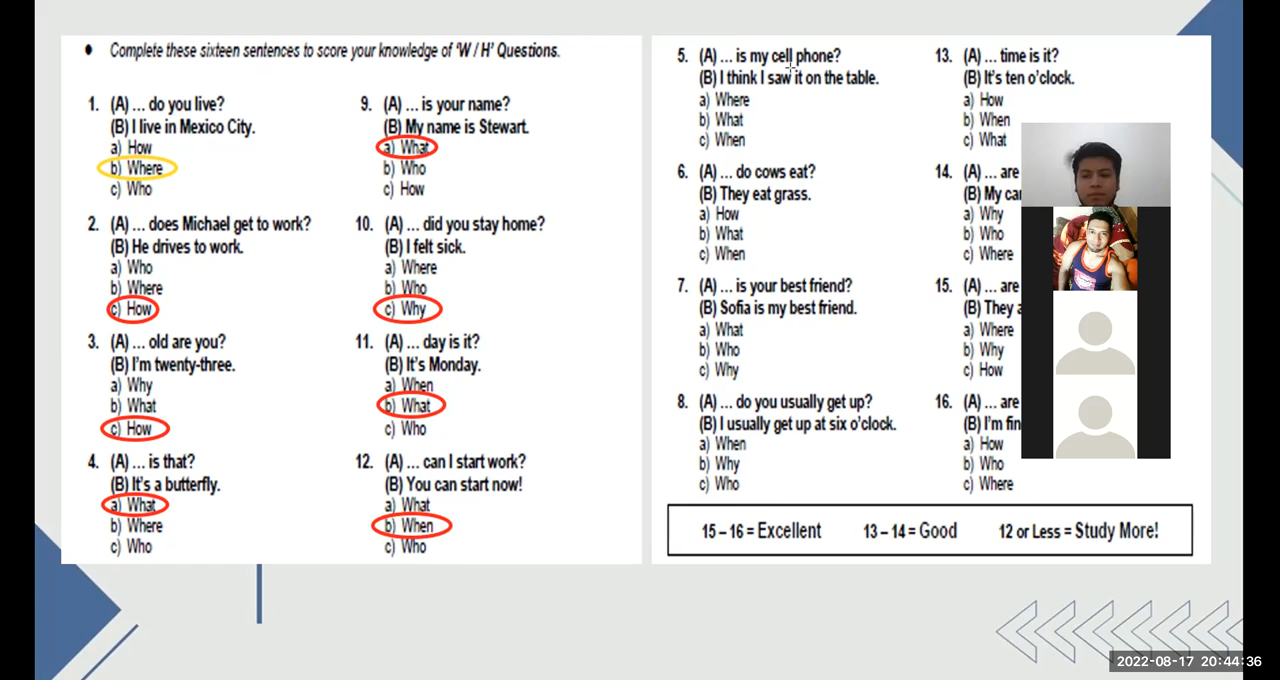 ● Complete these sixteen sentences to score your knowledge of 'W / H' Questions.
1. (A) ... do you live?
(B) I live in Mexico City.
a) How
b) Where
c) Who
2. (A) ... does Michael get to work?
(B) He drives to work.
a) Who
b) Where
c) How
3. (A) ... old are you?
(B) I'm twenty-three.
a) Why
b) What
c) How
4. (A) ... is that?
(B) It's a butterfly.
a) What
b) Where
c) Who
9. (A) ... is your name?
(B) My name is Stewart.
a) What
b) Who
c) How
10. (A) ... did you stay home?
(B) I felt sick.
a) Where
b) Who
c) Why
11. (A) ... day is it?
(B) It's Monday.
a) When
b) What
c) Who
12. (A) ... can I start work?
(B) You can start now!
a) What
b) When
c) Who
5. (A) ... is my cell phone?
(B) I think I saw it on the table.
a) Where
b) What
c) When
6. (A) ... do cows eat?
(B) They eat grass.
a) How
b) What
c) When
7. (A) ... is your best friend?
(B) Sofia is my best friend.
a) What
b) Who
c) Why
8. (A) ... do you usually get up?
(B) I usually get up at six o'clock.
a) When
b) Why
c) Who
13. (A) ... time is it?
(B) It's ten o'clock.
a) How
b) When
c) What
14. (A) ... are
(B) My
a) Why
b) Who
c) Where
15. (A) ... are
(B) They
a) Where
b) Why
c) How
16. (A) ... are
(B) I'm
a) How
b) Who
c) Where
15 – 16 = Excellent 13 – 14 = Good 12 or Less = Study More!
2022-08-17 20:44:36